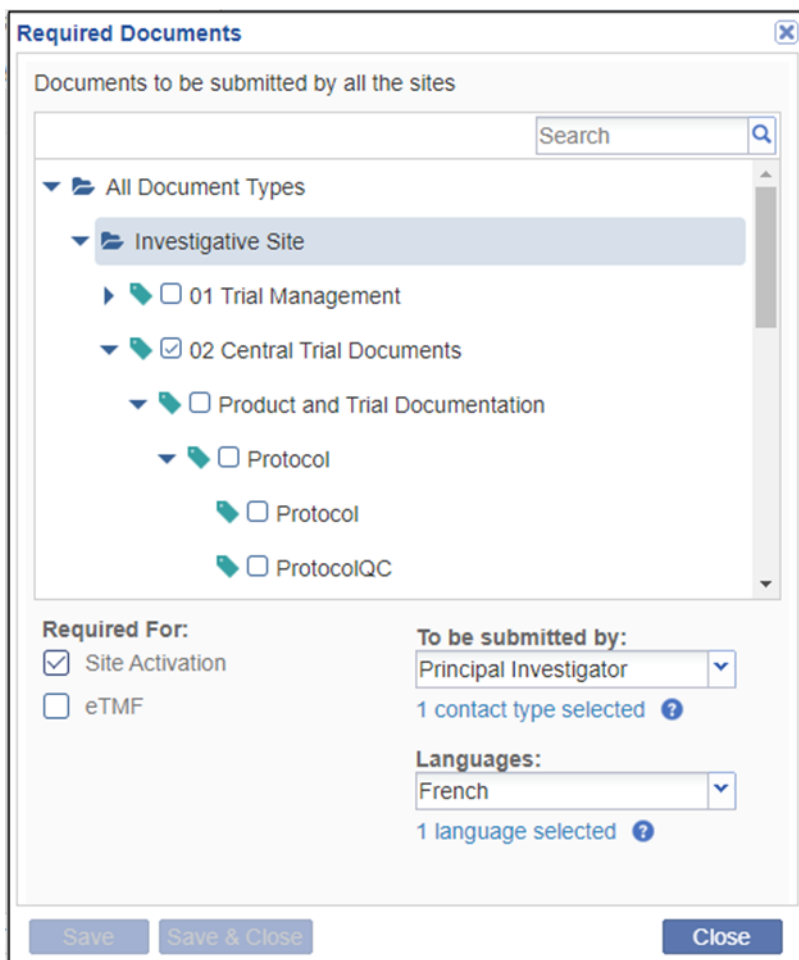 Required Documents
Documents to be submitted by all the sites
Search
All Document Types
Investigative Site
01 Trial Management
02 Central Trial Documents
Product and Trial Documentation
Protocol
Protocol
ProtocolQC
Required For:
Site Activation
eTMF
To be submitted by:
Principal Investigator
1 contact type selected ?
Languages:
French
1 language selected ?
Save
Save & Close
Close